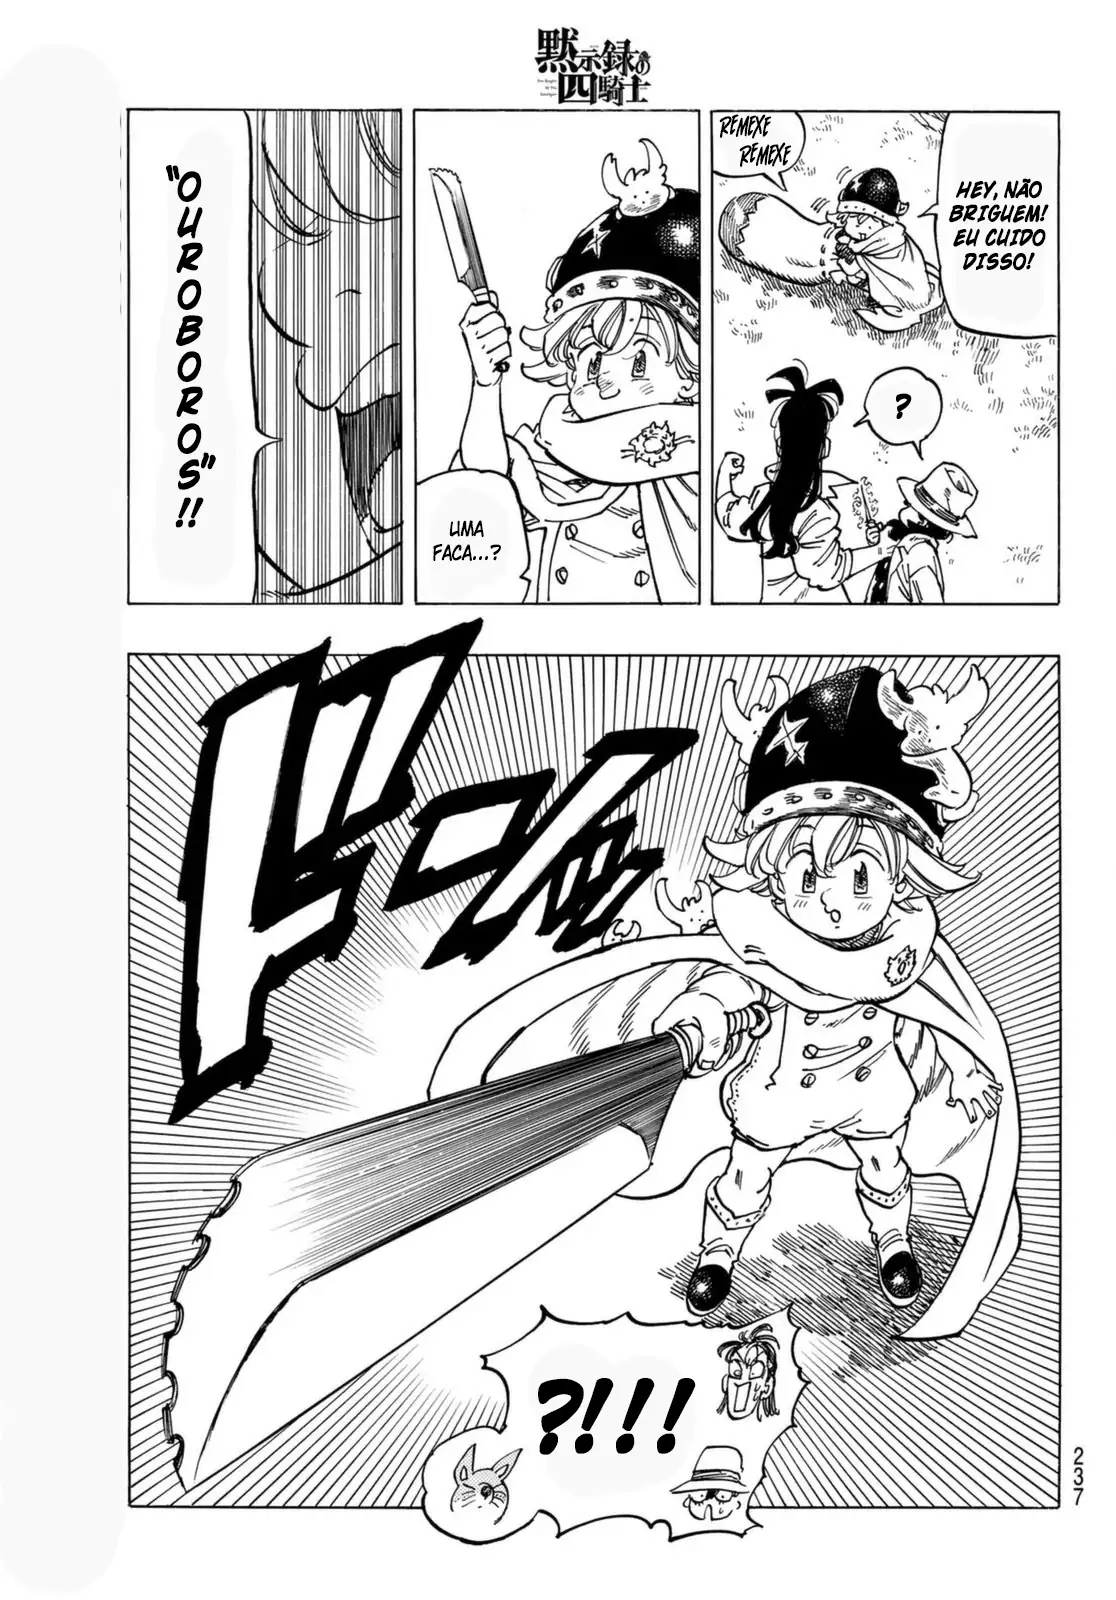 黙示録の
四騎士
HEY, NÃO
BRIGUEM!
EU CUIDO
DISSO!
REMEXE
REMEXE
?
UMA
FACA...?
"OUROBOROS"!!
?!!!
237